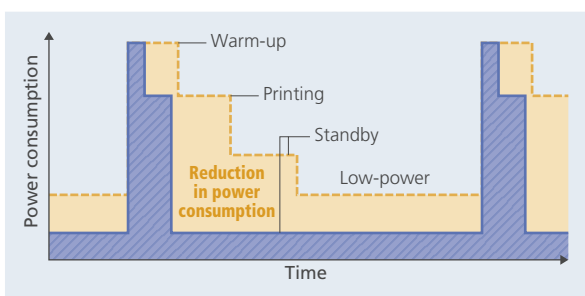 Warm-up
Printing
Standby
Low-power
Reduction
in power
consumption
Power consumption
Time